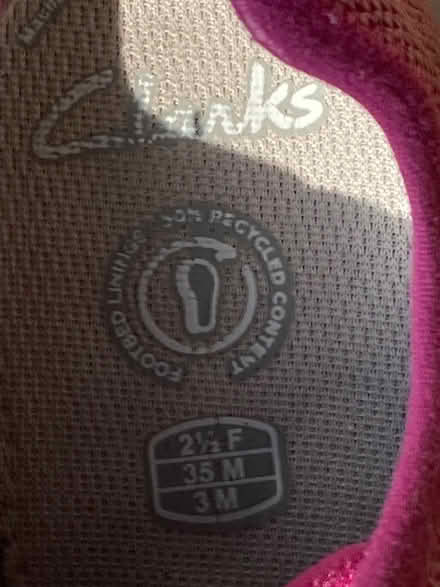 Clarks
FOOTBED LINING 50% RECYCLED CONTENT
2½ F
35 M
3 M